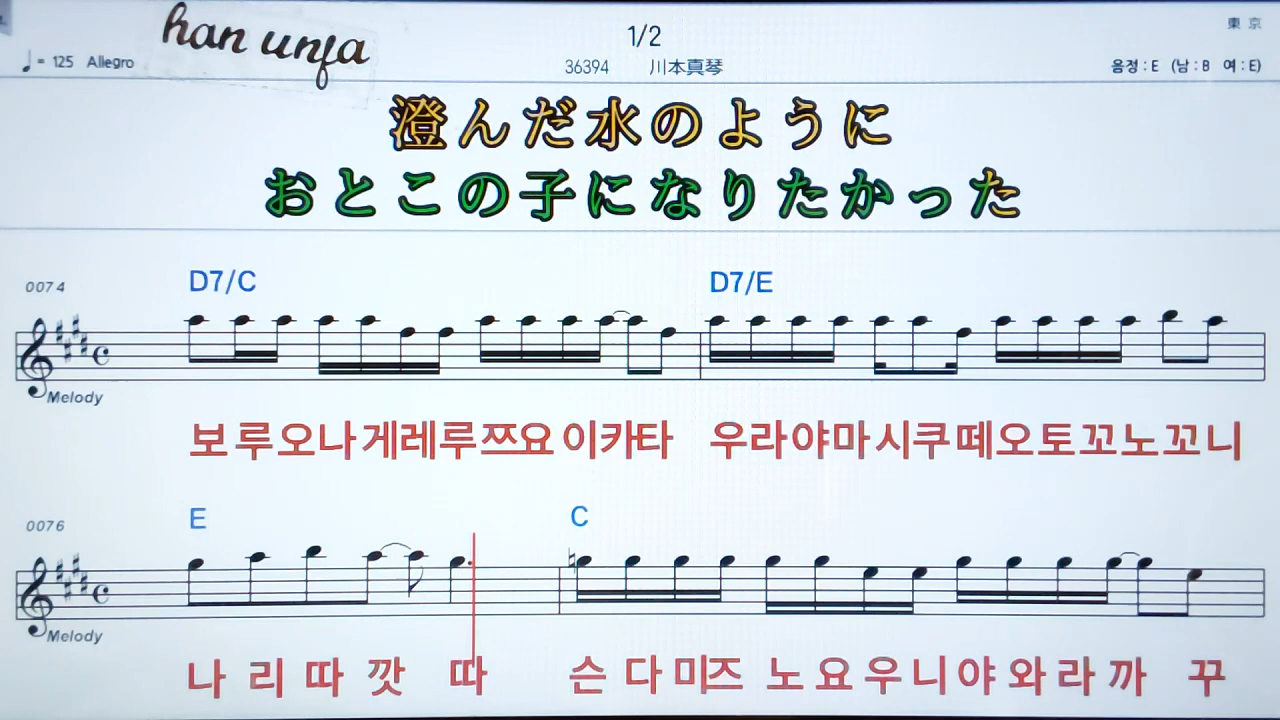 han unfa
1/2
東京
♩= 125 Allegro
36394 川本真琴
음정 : E (남 : B 여 : E)
澄んだ水のように
おとこの子になりたかった
0074
D7/C D7/E
Melody
보루오나게레루쯔요이카타 우라야마시쿠떼오토꼬노꼬니
0076
E C
Melody
나리따깟따 슨다미즈노요우니야와라까꾸